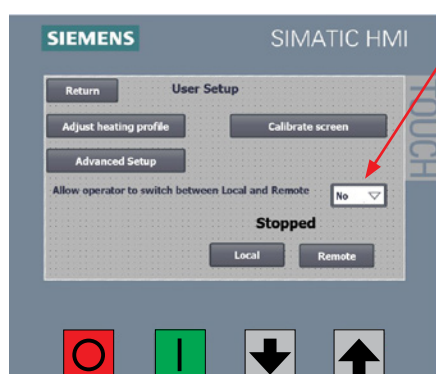 SIEMENS SIMATIC HMI
TOUCH
Return User Setup
Adjust heating profile Calibrate screen
Advanced Setup
Allow operator to switch between Local and Remote No
Stopped
Local Remote